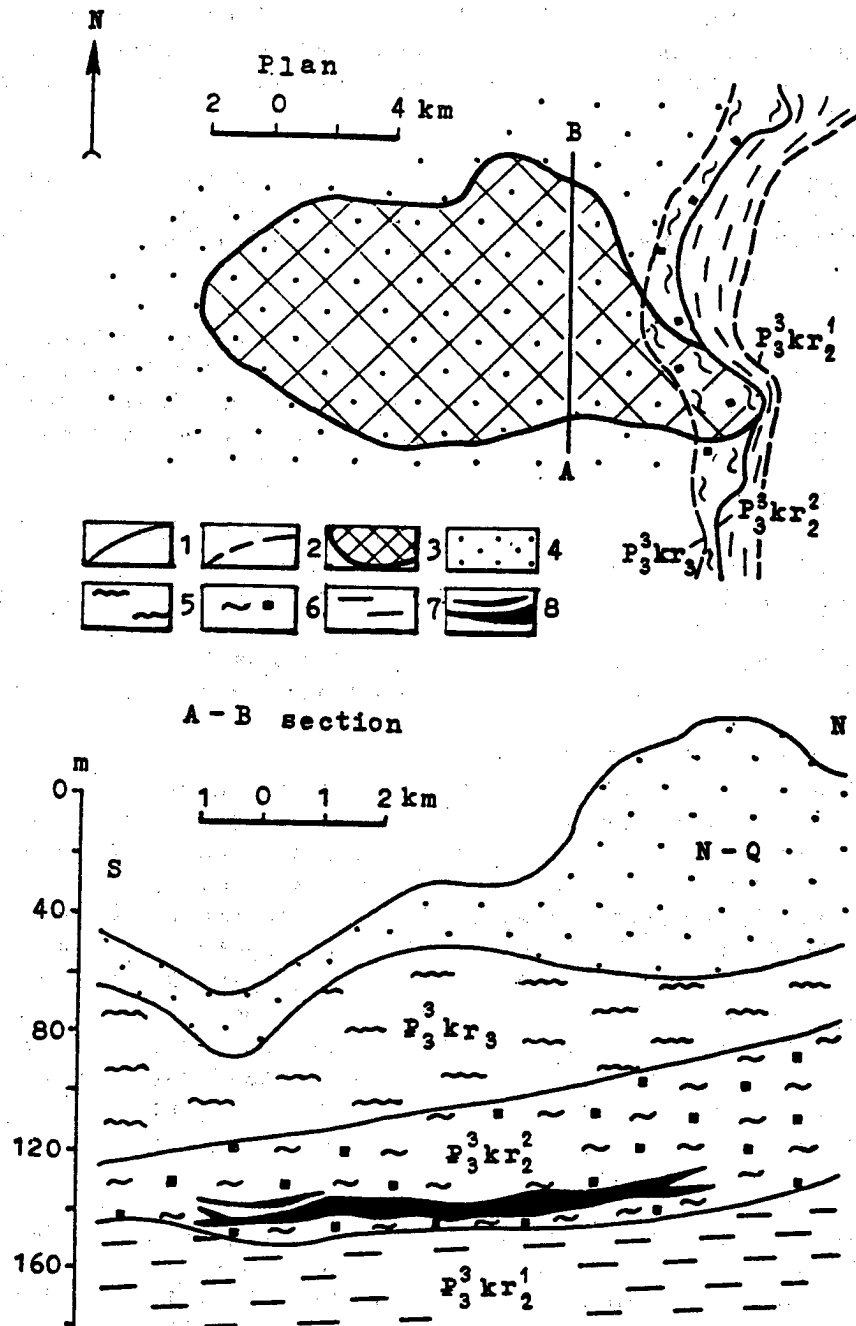 N
Plan
2 0 4 km
B
A
P₃³kr₂¹
P₃³kr₂²
P₃³kr₃
1 2 3 4
5 6 7 8
A-B section
N
m
0
1 0 1 2 km
S
N-Q
40
P₃³kr₃
80
120
P₃³kr₂²
160
P₃³kr₂¹